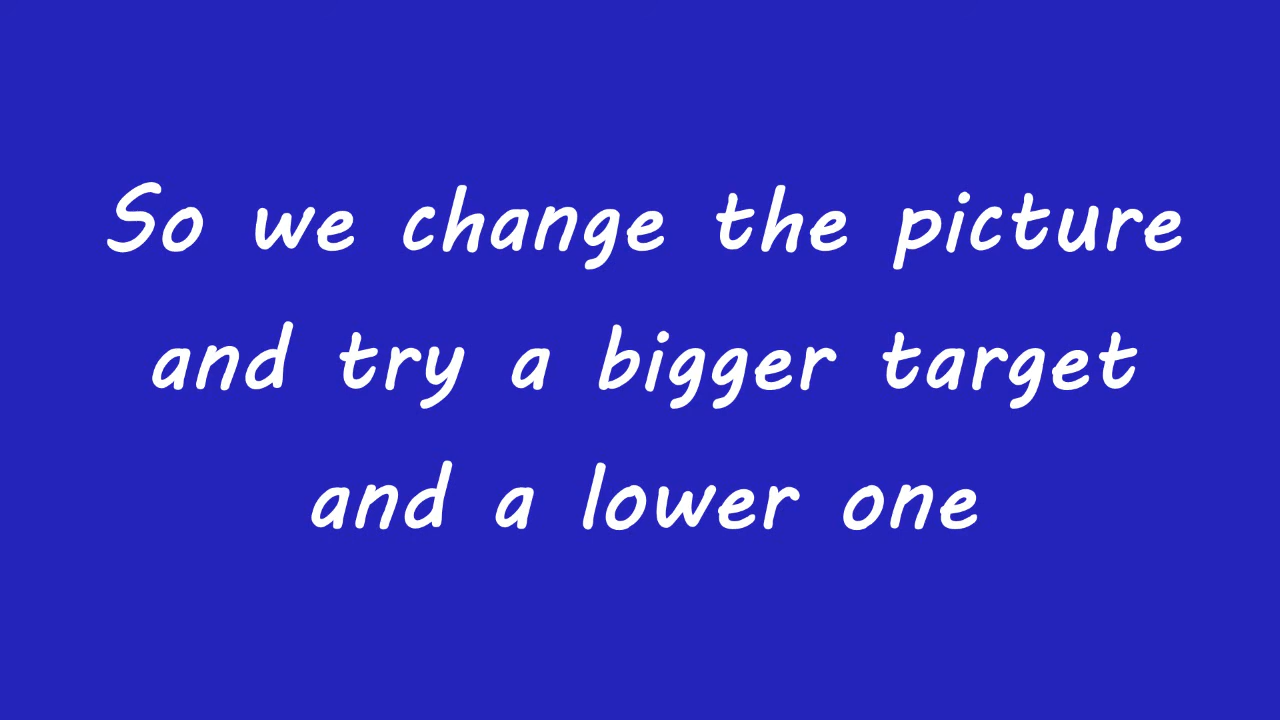 So we change the picture
and try a bigger target
and a lower one